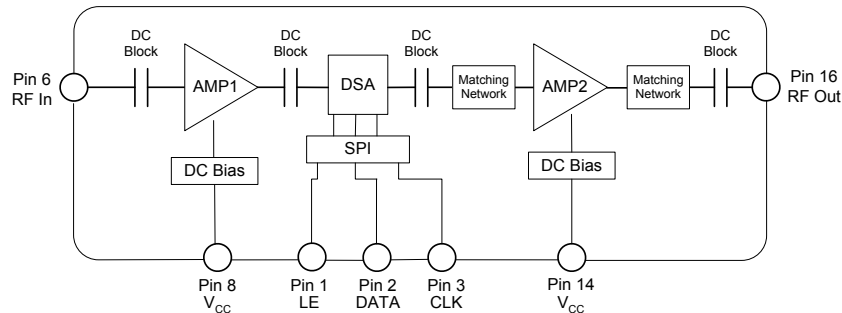 DC
Block
DC
Block
DC
Block
DC
Block
Pin 6
RF In
AMP1
DSA
Matching
Network
AMP2
Matching
Network
Pin 16
RF Out
SPI
DC Bias
DC Bias
Pin 8
VCC
Pin 1
LE
Pin 2
DATA
Pin 3
CLK
Pin 14
VCC